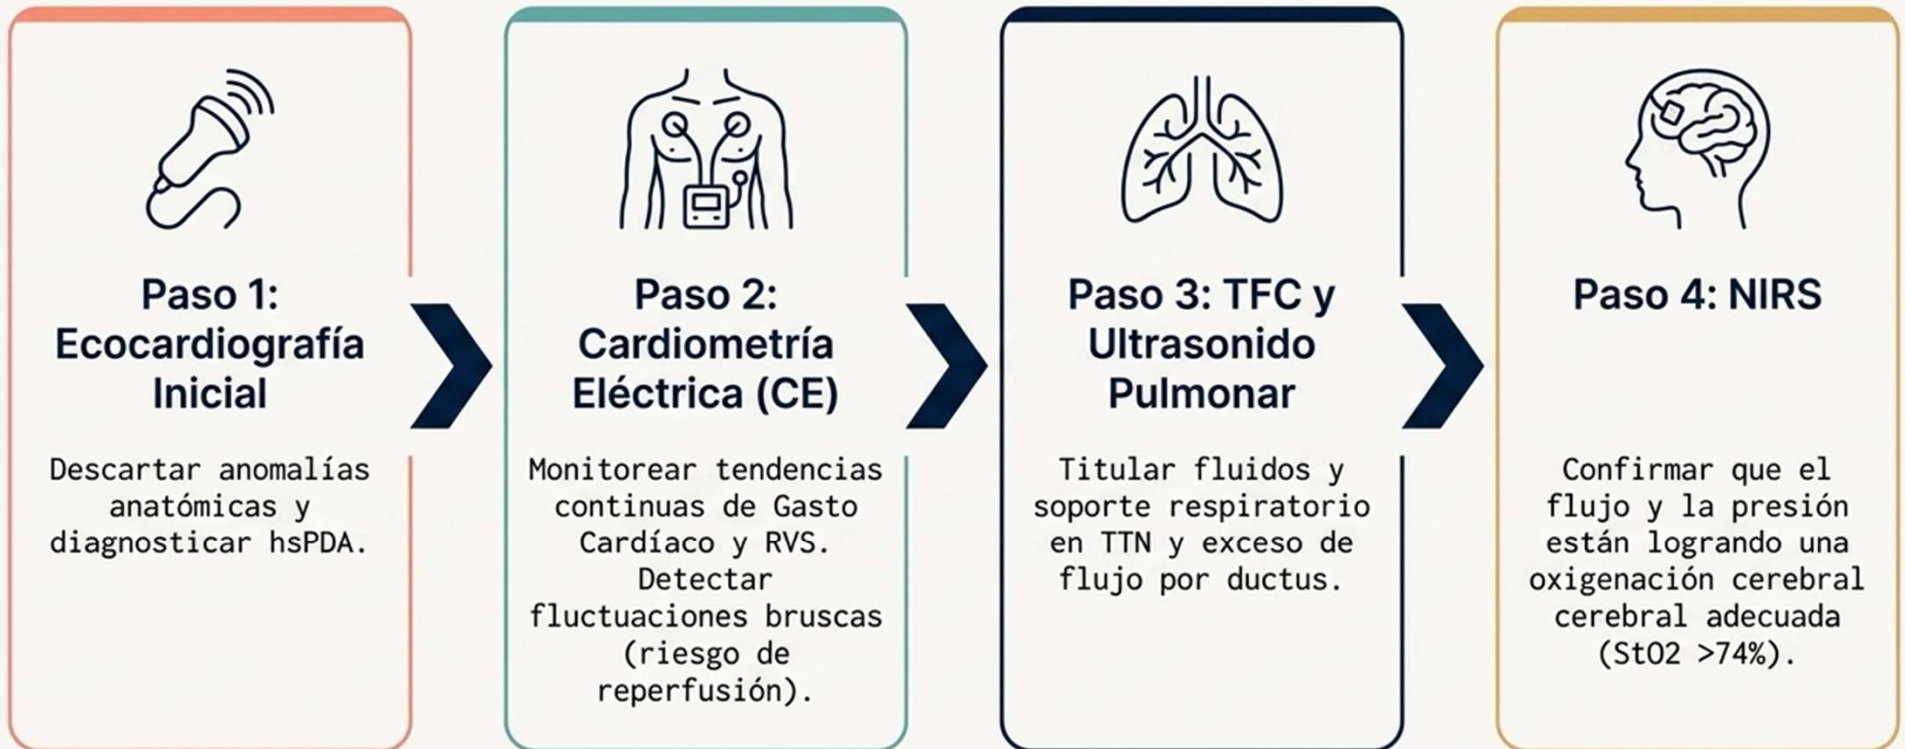 Paso 1:
Ecocardiografía
Inicial
Descartar anomalías
anatómicas y
diagnosticar hsPDA.
Paso 2:
Cardiometría
Eléctrica (CE)
Monitorear tendencias
continuas de Gasto
Cardíaco y RVS.
Detectar
fluctuaciones bruscas
(riesgo de
reperfusión).
Paso 3: TFC y
Ultrasonido
Pulmonar
Titular fluidos y
soporte respiratorio
en TTN y exceso de
flujo por ductus.
Paso 4: NIRS
Confirmar que el
flujo y la presión
están logrando una
oxigenación cerebral
cerebral adecuada
(StO2 >74%).